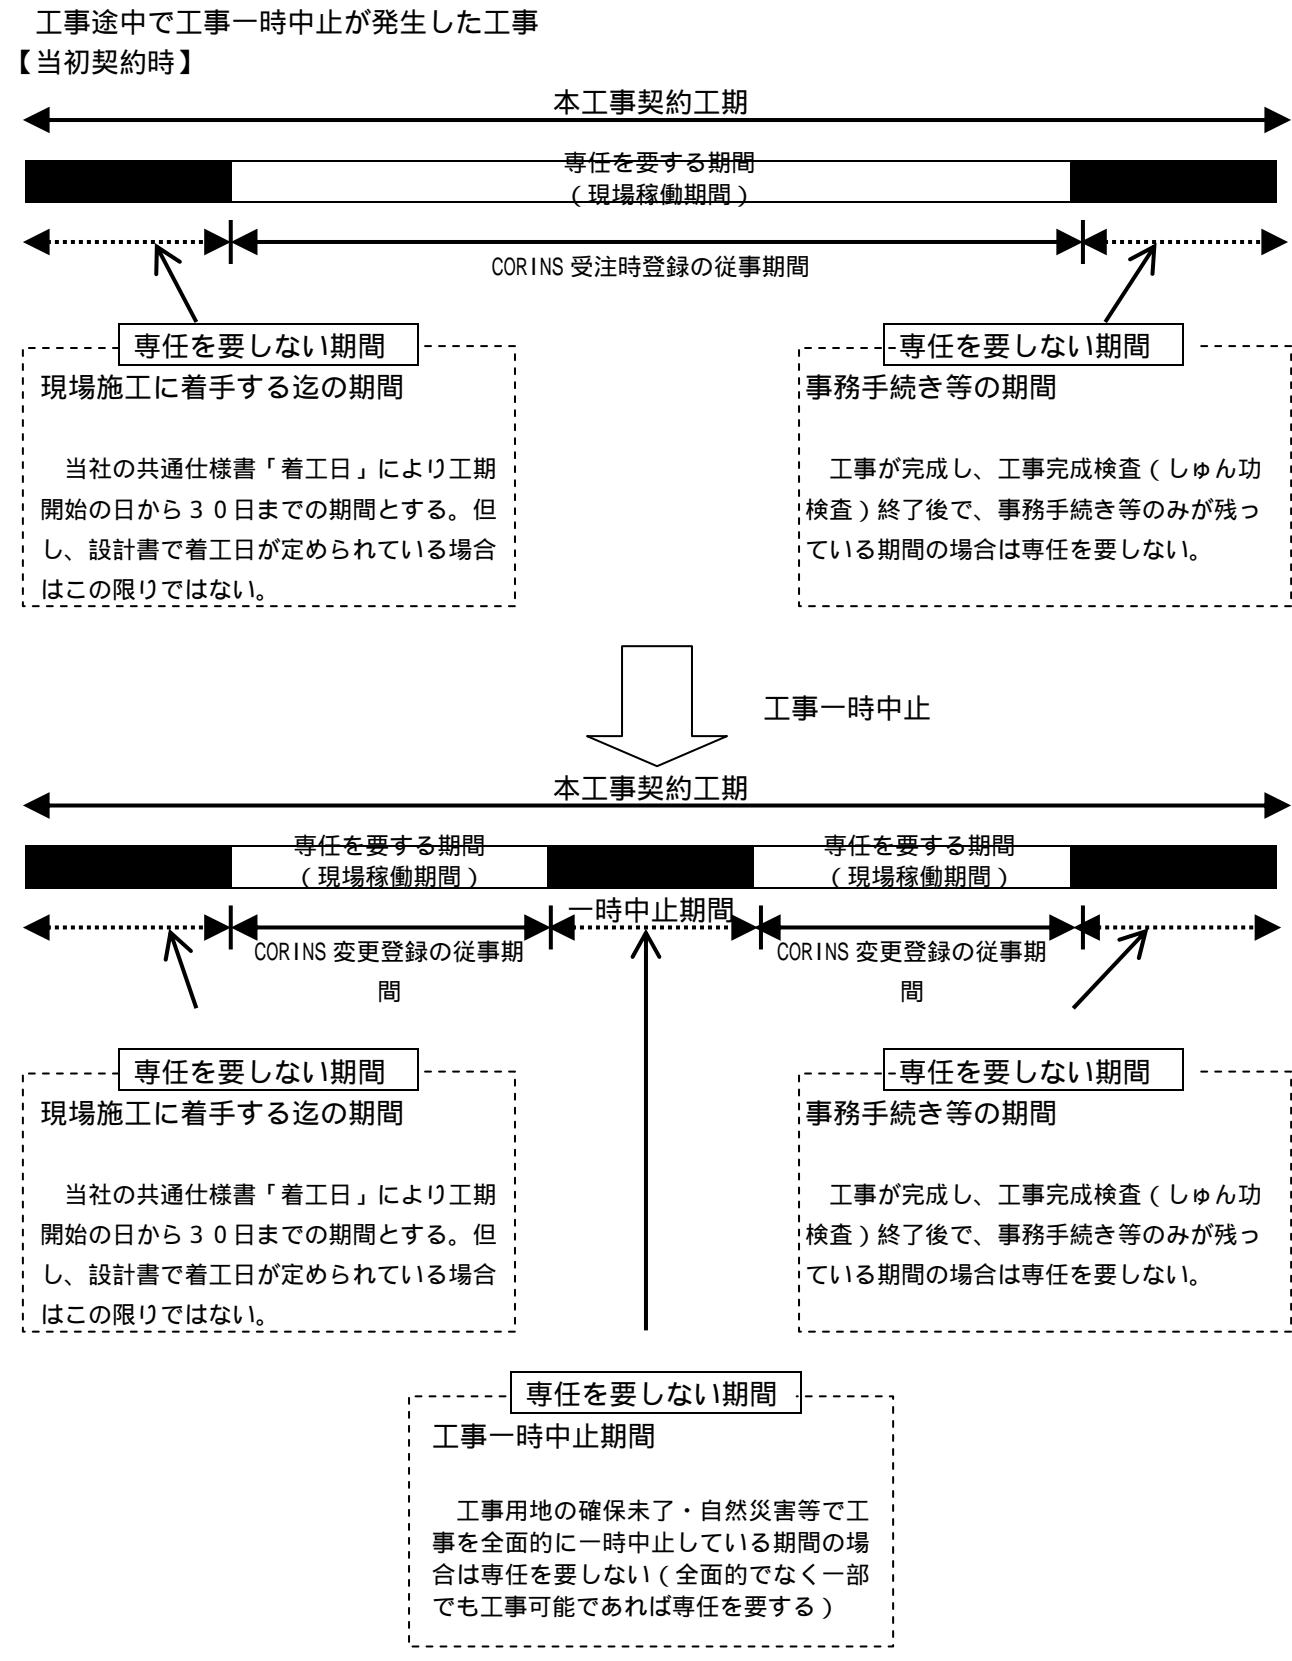 工事途中で工事一時中止が発生した工事
【当初契約時】
本工事契約工期
専任を要する期間
（現場稼働期間）
CORINS 受注時登録の従事期間
専任を要しない期間
現場施工に着手する迄の期間
当社の共通仕様書「着工日」により工期
開始の日から３０日までの期間とする。但
し、設計書で着工日が定められている場合
はこの限りではない。
専任を要しない期間
事務手続き等の期間
工事が完成し、工事完成検査（しゅん功
検査）終了後で、事務手続き等のみが残っ
ている期間の場合は専任を要しない。
工事一時中止
本工事契約工期
専任を要する期間
（現場稼働期間）
専任を要する期間
（現場稼働期間）
一時中止期間
CORINS 変更登録の従事期
間
CORINS 変更登録の従事期
間
専任を要しない期間
現場施工に着手する迄の期間
当社の共通仕様書「着工日」により工期
開始の日から３０日までの期間とする。但
し、設計書で着工日が定められている場合
はこの限りではない。
専任を要しない期間
事務手続き等の期間
工事が完成し、工事完成検査（しゅん功
検査）終了後で、事務手続き等のみが残っ
ている期間の場合は専任を要しない。
専任を要しない期間
工事一時中止期間
工事用地の確保未了・自然災害等で工
事を全面的に一時中止している期間の場
合は専任を要しない（全面的でなく一部
でも工事可能であれば専任を要する）